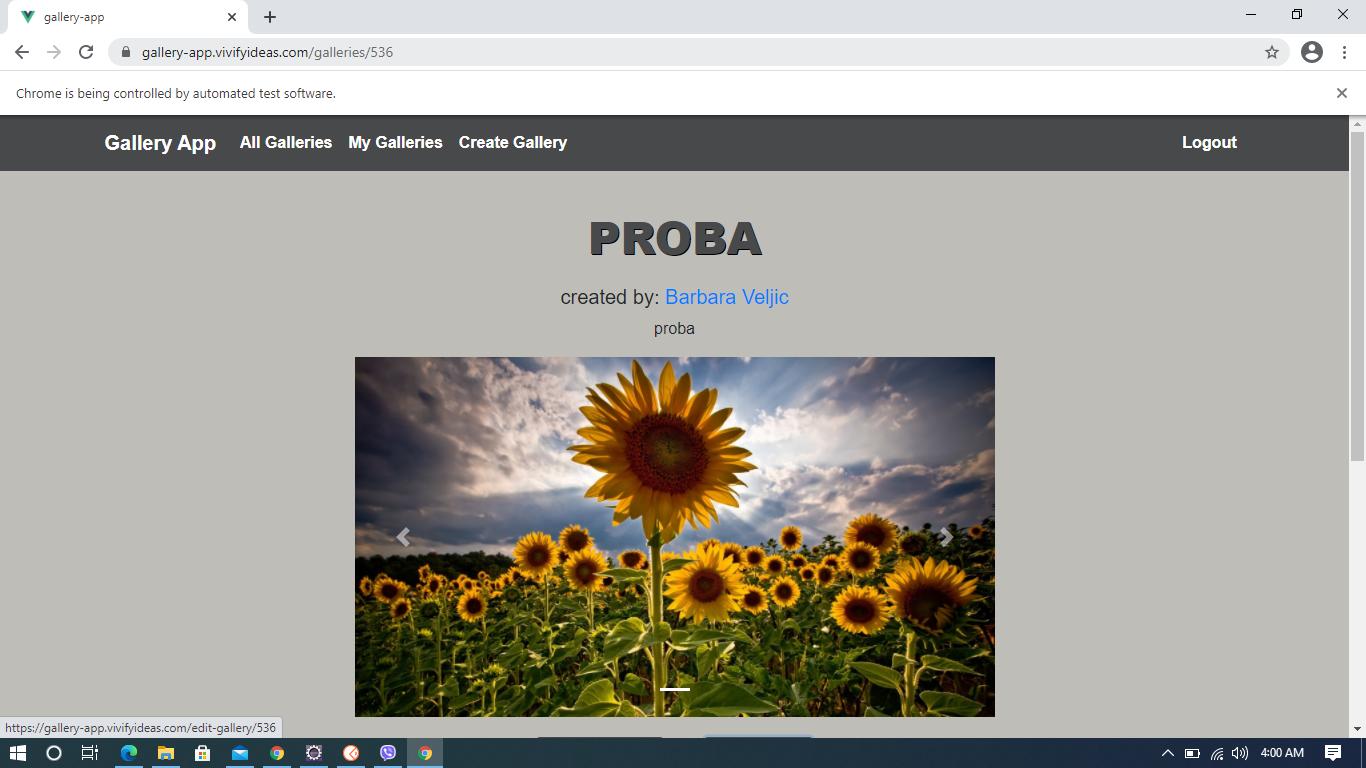 gallery-app
gallery-app.vivifyideas.com/galleries/536
Chrome is being controlled by automated test software.
Gallery App All Galleries My Galleries Create Gallery Logout
PROBA
created by: Barbara Veljic
proba
https://gallery-app.vivifyideas.com/edit-gallery/536
4:00 AM